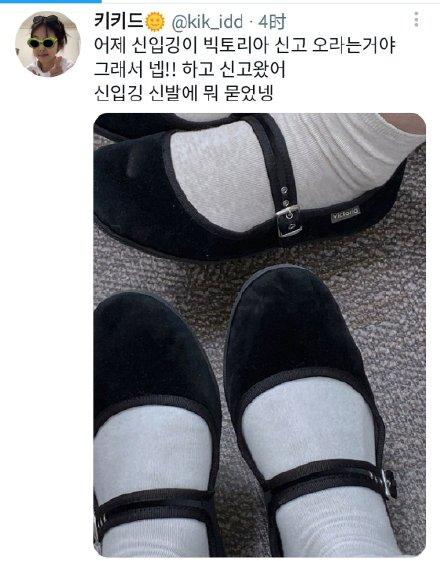 키키드🌞 @kik_idd · 4时
어제 신입깅이 빅토리아 신고 오라는거야
그래서 넵!! 하고 신고왔어
신입깅 신발에 뭐 묻었넹
Victoria